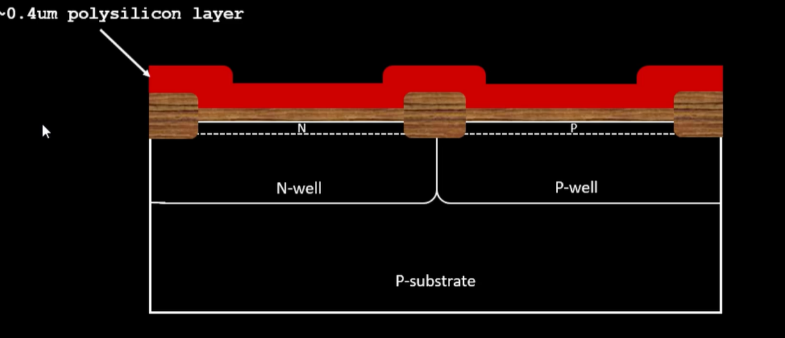 ~0.4um polysilicon layer
N
P
N-well
P-well
P-substrate